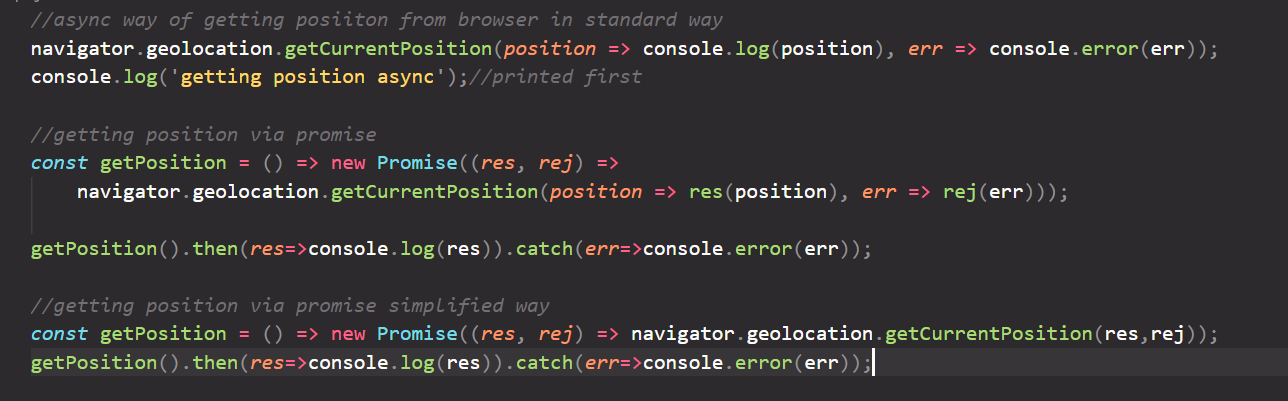 //async way of getting posiiton from browser in standard way
navigator.geolocation.getCurrentPosition(position => console.log(position), err => console.error(err));
console.log('getting position async');//printed first
//getting position via promise
const getPosition = () => new Promise((res, rej) =>
navigator.geolocation.getCurrentPosition(position => res(position), err => rej(err)));
getPosition().then(res=>console.log(res)).catch(err=>console.error(err));
//getting position via promise simplified way
const getPosition = () => new Promise((res, rej) => navigator.geolocation.getCurrentPosition(res,rej));
getPosition().then(res=>console.log(res)).catch(err=>console.error(err));